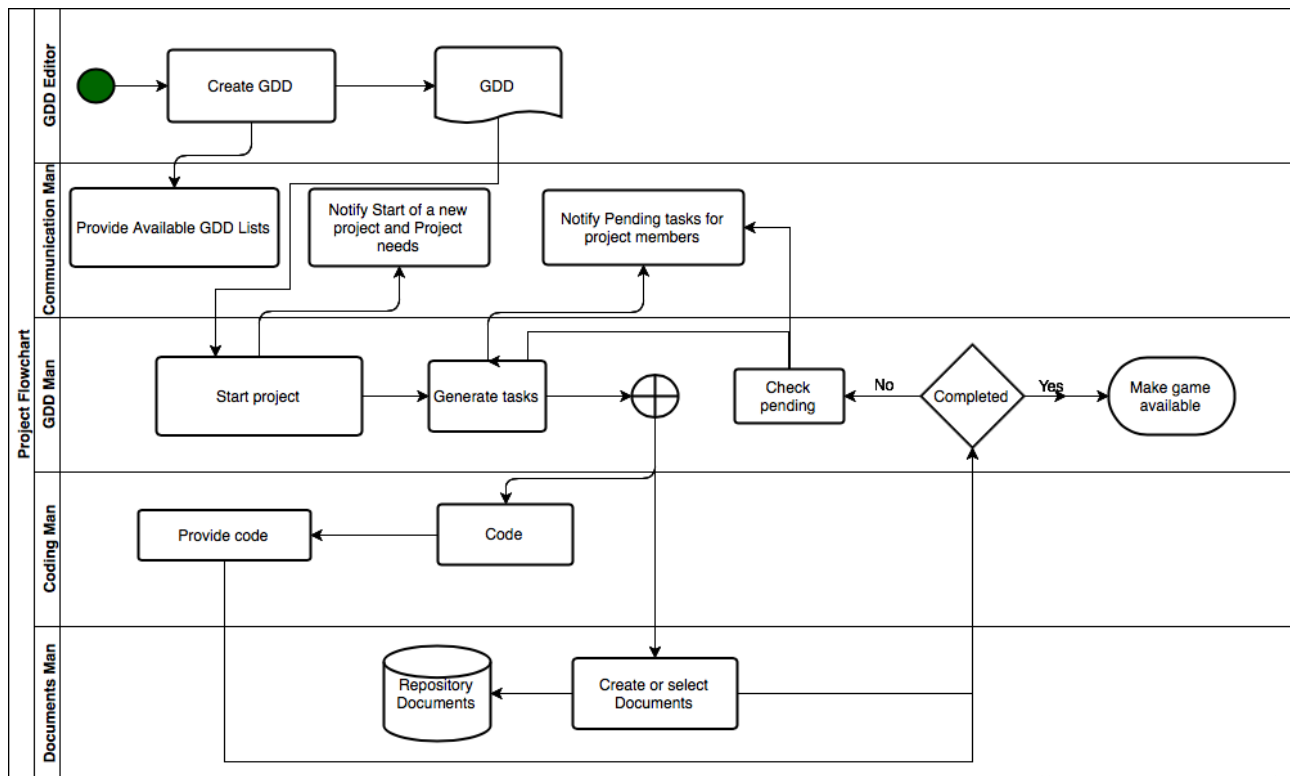 Project Flowchart
GDD Editor
Create GDD
GDD
Communication Man
Provide Available GDD Lists
Notify Start of a new
project and Project
needs
Notify Pending tasks for
project members
GDD Man
Start project
Generate tasks
Check
pending
No
Completed
Yes
Make game
available
Coding Man
Provide code
Code
Documents Man
Repository
Documents
Create or select
Documents